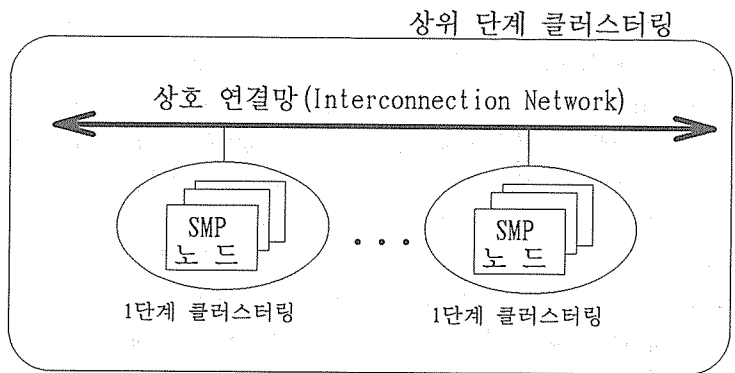 상위 단계 클러스터링
상호 연결망(Interconnection Network)
SMP
노드
SMP
노드
1단계 클러스터링
1단계 클러스터링